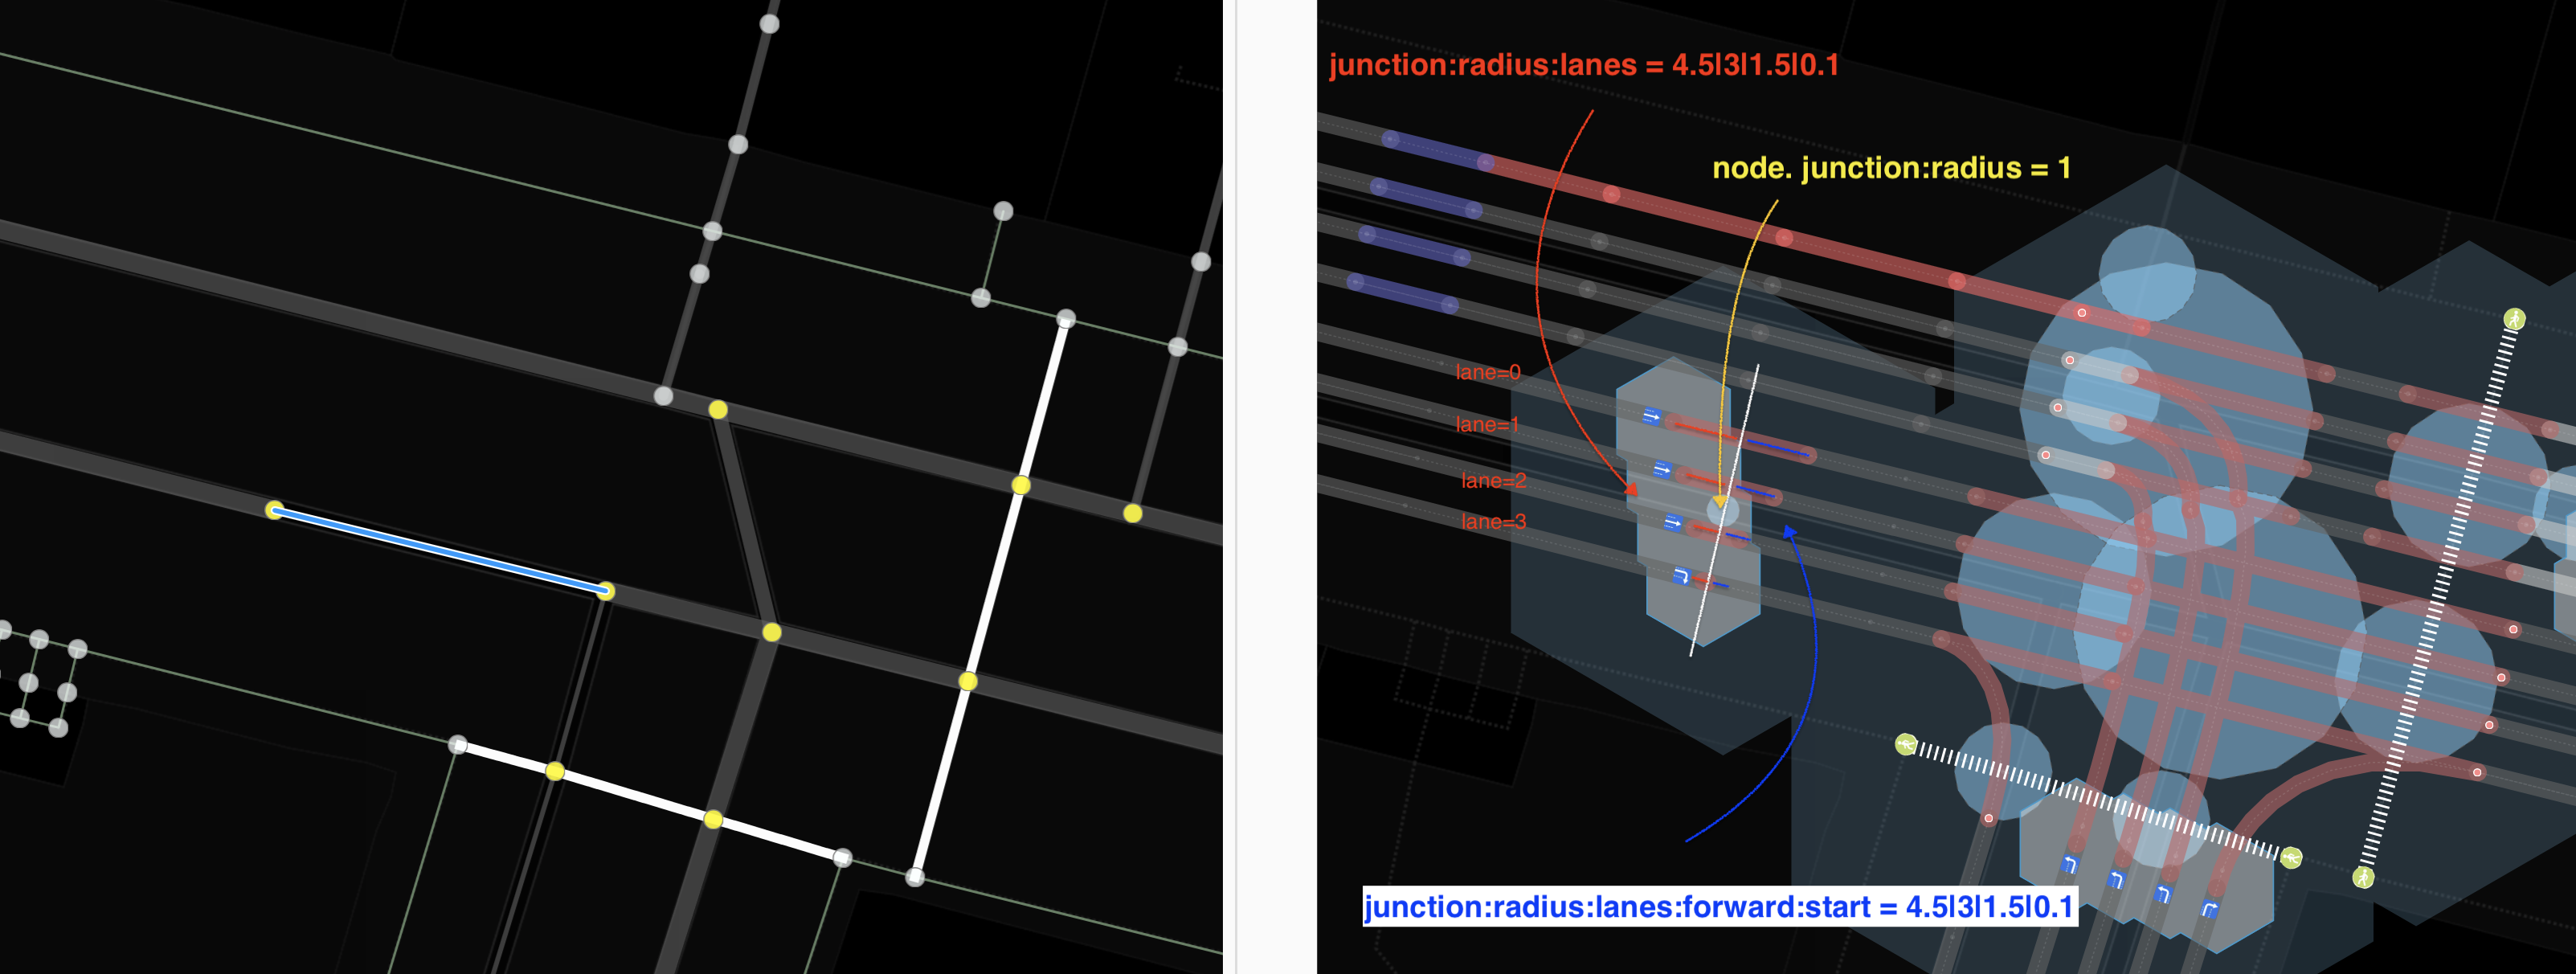 junction:radius:lanes = 4.5|3|1.5|0.1
node. junction:radius = 1
lane=0
lane=1
lane=2
lane=3
junction:radius:lanes:forward:start = 4.5|3|1.5|0.1